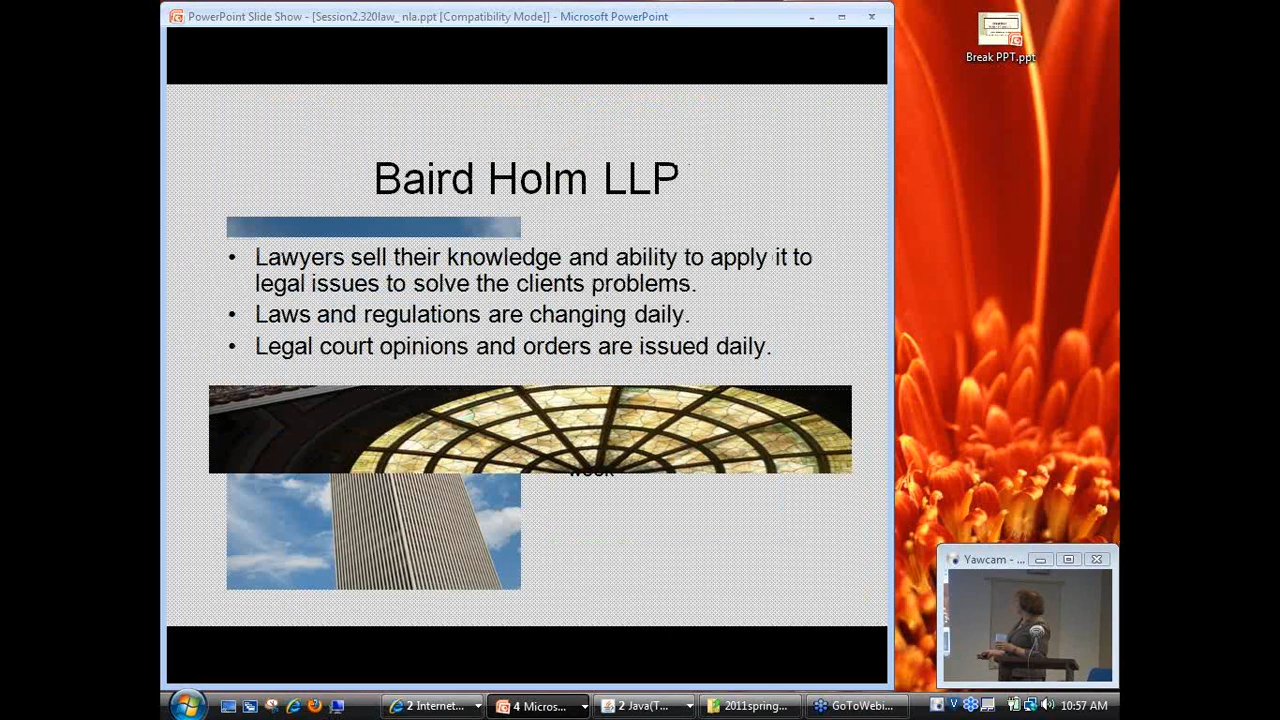 PowerPoint Slide Show - [Session2.320law_ nla.ppt [Compatibility Mode]] - Microsoft PowerPoint
Break PPT.ppt
Baird Holm LLP
• Lawyers sell their knowledge and ability to apply it to
legal issues to solve the clients problems.
• Laws and regulations are changing daily.
• Legal court opinions and orders are issued daily.
week
Yawcam - ...
2 Internet...
4 Micros...
2 Java(T...
2011spring...
GoToWebi...
10:57 AM